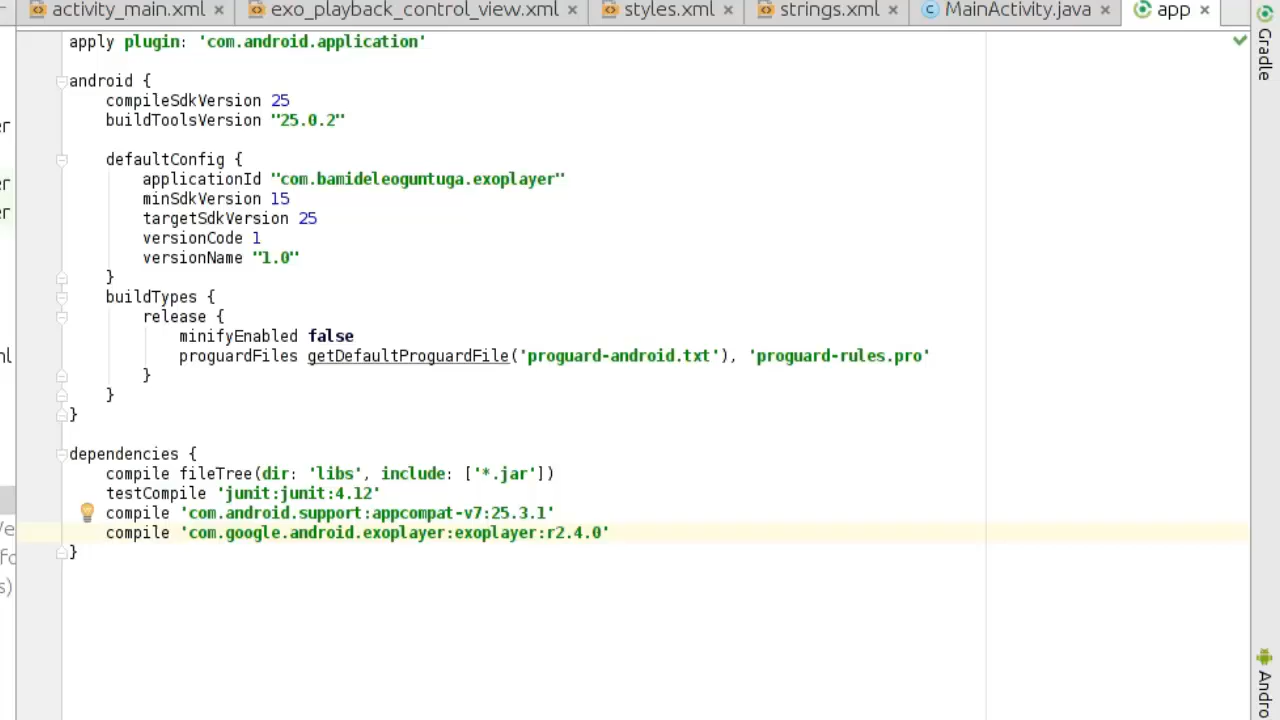 activity_main.xml exo_playback_control_view.xml styles.xml strings.xml MainActivity.java app
apply plugin: 'com.android.application'
android {
compileSdkVersion 25
buildToolsVersion "25.0.2"
defaultConfig {
applicationId "com.bamideleoguntuga.exoplayer"
minSdkVersion 15
targetSdkVersion 25
versionCode 1
versionName "1.0"
}
buildTypes {
release {
minifyEnabled false
proguardFiles getDefaultProguardFile('proguard-android.txt'), 'proguard-rules.pro'
}
}
}
dependencies {
compile fileTree(dir: 'libs', include: ['*.jar'])
testCompile 'junit:junit:4.12'
compile 'com.android.support:appcompat-v7:25.3.1'
compile 'com.google.android.exoplayer:exoplayer:r2.4.0'
}
Gradle